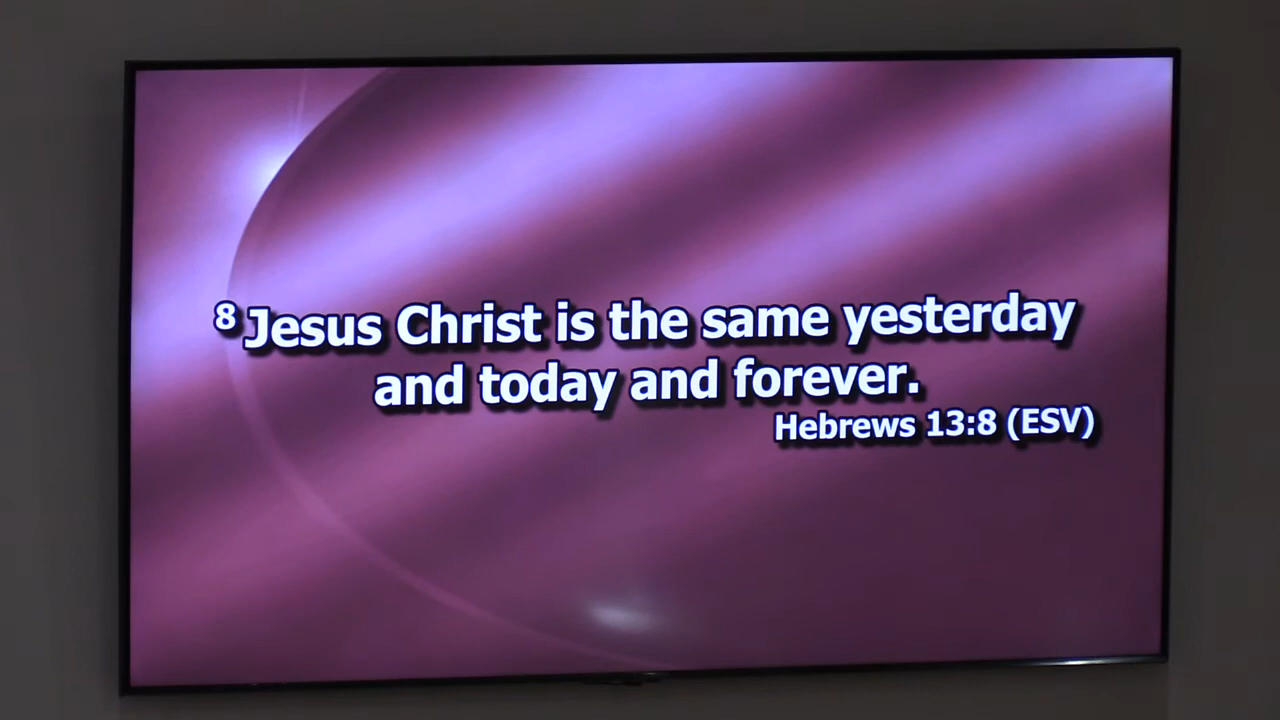 8 Jesus Christ is the same yesterday
and today and forever.
Hebrews 13:8 (ESV)